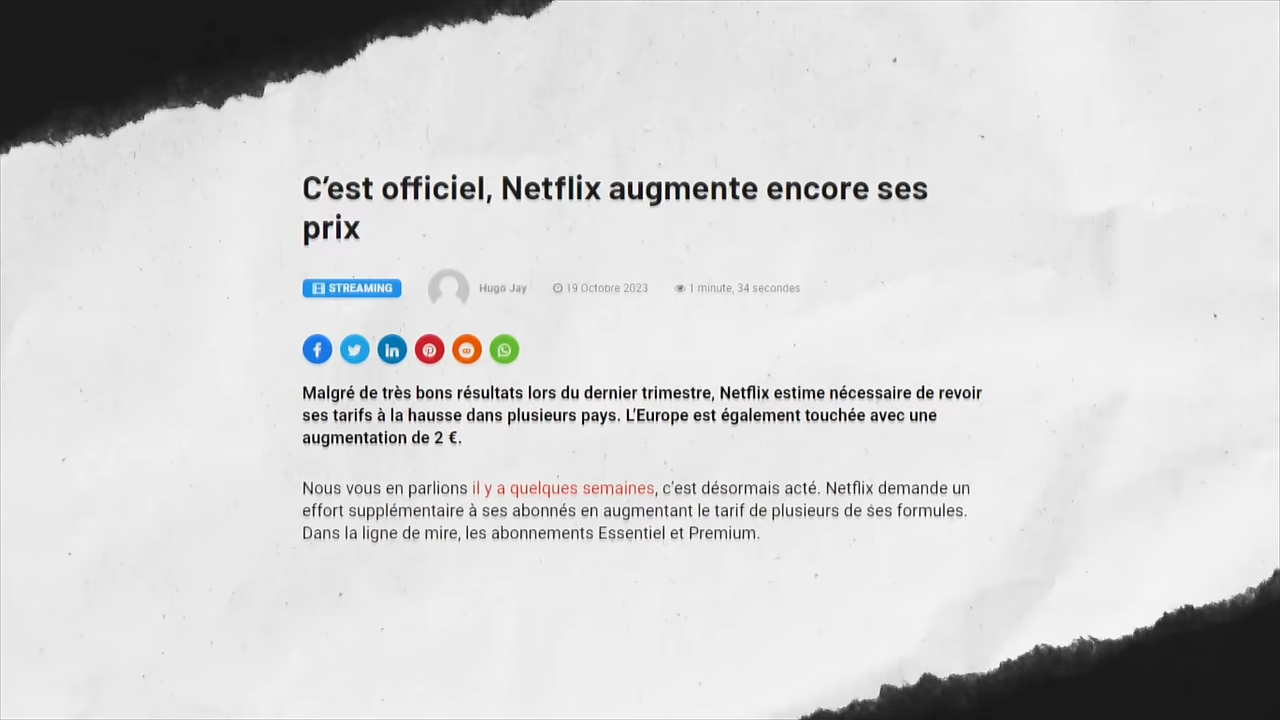 C’est officiel, Netflix augmente encore ses
prix
STREAMING Hugo Jay 19 Octobre 2023 1 minute, 34 secondes
Malgré de très bons résultats lors du dernier trimestre, Netflix estime nécessaire de revoir
ses tarifs à la hausse dans plusieurs pays. L’Europe est également touchée avec une
augmentation de 2 €.
Nous vous en parlions il y a quelques semaines, c’est désormais acté. Netflix demande un
effort supplémentaire à ses abonnés en augmentant le tarif de plusieurs de ses formules.
Dans la ligne de mire, les abonnements Essentiel et Premium.